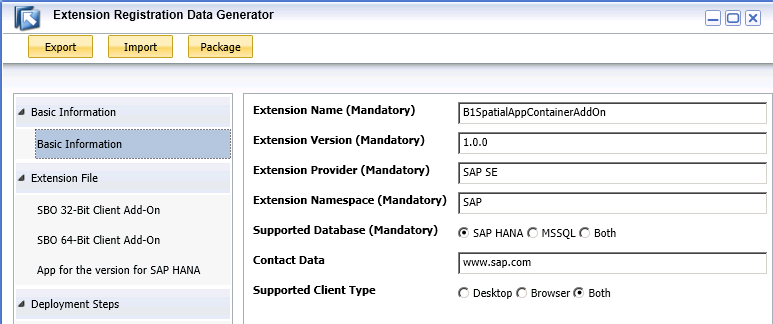 Extension Registration Data Generator
Export Import Package
Basic Information
Basic Information
Extension File
SBO 32-Bit Client Add-On
SBO 64-Bit Client Add-On
App for the version for SAP HANA
Deployment Steps
Extension Name (Mandatory) B1SpatialAppContainerAddOn
Extension Version (Mandatory) 1.0.0
Extension Provider (Mandatory) SAP SE
Extension Namespace (Mandatory) SAP
Supported Database (Mandatory) SAP HANA MSSQL Both
Contact Data www.sap.com
Supported Client Type Desktop Browser Both